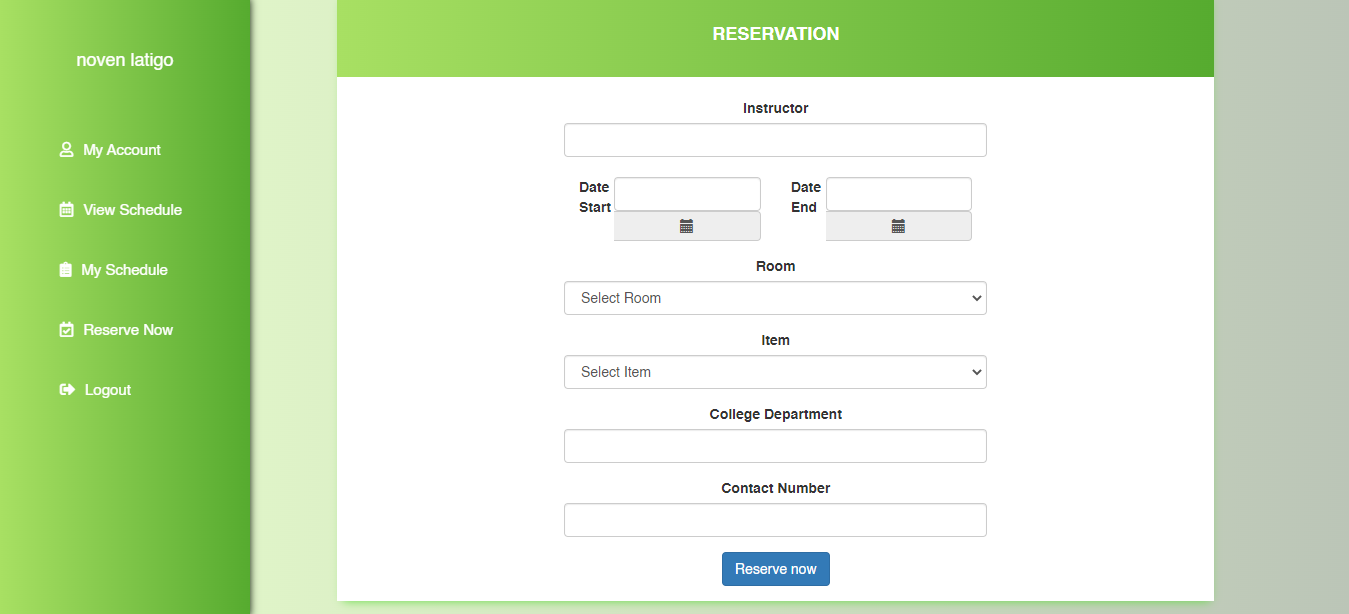 noven latigo
My Account
View Schedule
My Schedule
Reserve Now
Logout
RESERVATION
Instructor
Date
Start
Date
End
Room
Select Room
Item
Select Item
College Department
Contact Number
Reserve now